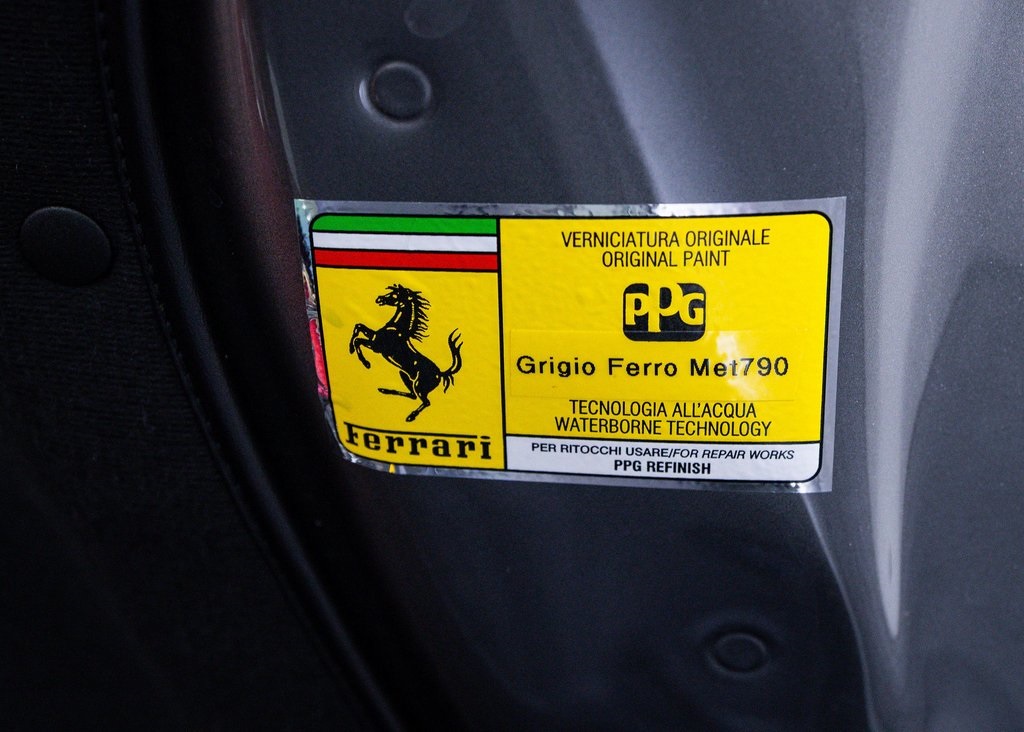 Ferrari
VERNICIATURA ORIGINALE
ORIGINAL PAINT
PPG
Grigio Ferro Met790
TECNOLOGIA ALL'ACQUA
WATERBORNE TECHNOLOGY
PER RITOCCHI USARE/FOR REPAIR WORKS
PPG REFINISH